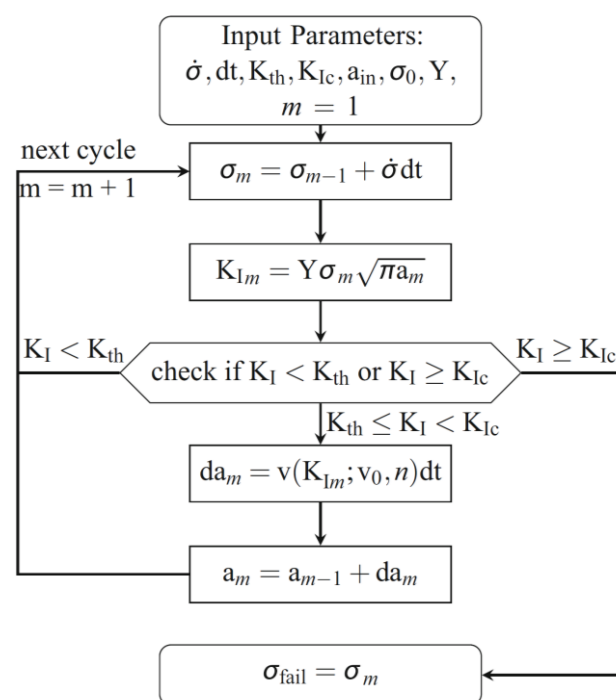 Input Parameters:
σ̇, dt, K_th, K_Ic, a_in, σ_0, Y,
m = 1
next cycle
m = m + 1
σ_m = σ_{m−1} + σ̇dt
K_{Im} = Yσ_m√πa_m
K_I < K_th
check if K_I < K_th or K_I ≥ K_Ic
K_I ≥ K_Ic
K_th ≤ K_I < K_Ic
da_m = v(K_{Im}; v_0, n)dt
a_m = a_{m−1} + da_m
σ_fail = σ_m